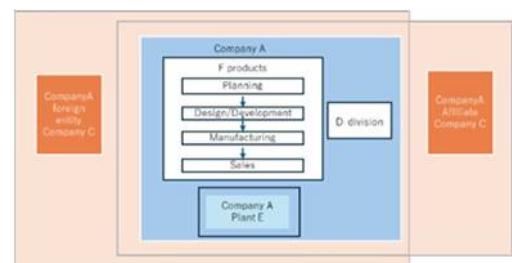 Company A
F products
Planning
Design/Development
Manufacturing
Sales
D division
Company A
Plant E
CompanyA
foreign
entity
Company C
CompanyA
Affiliate
Company C